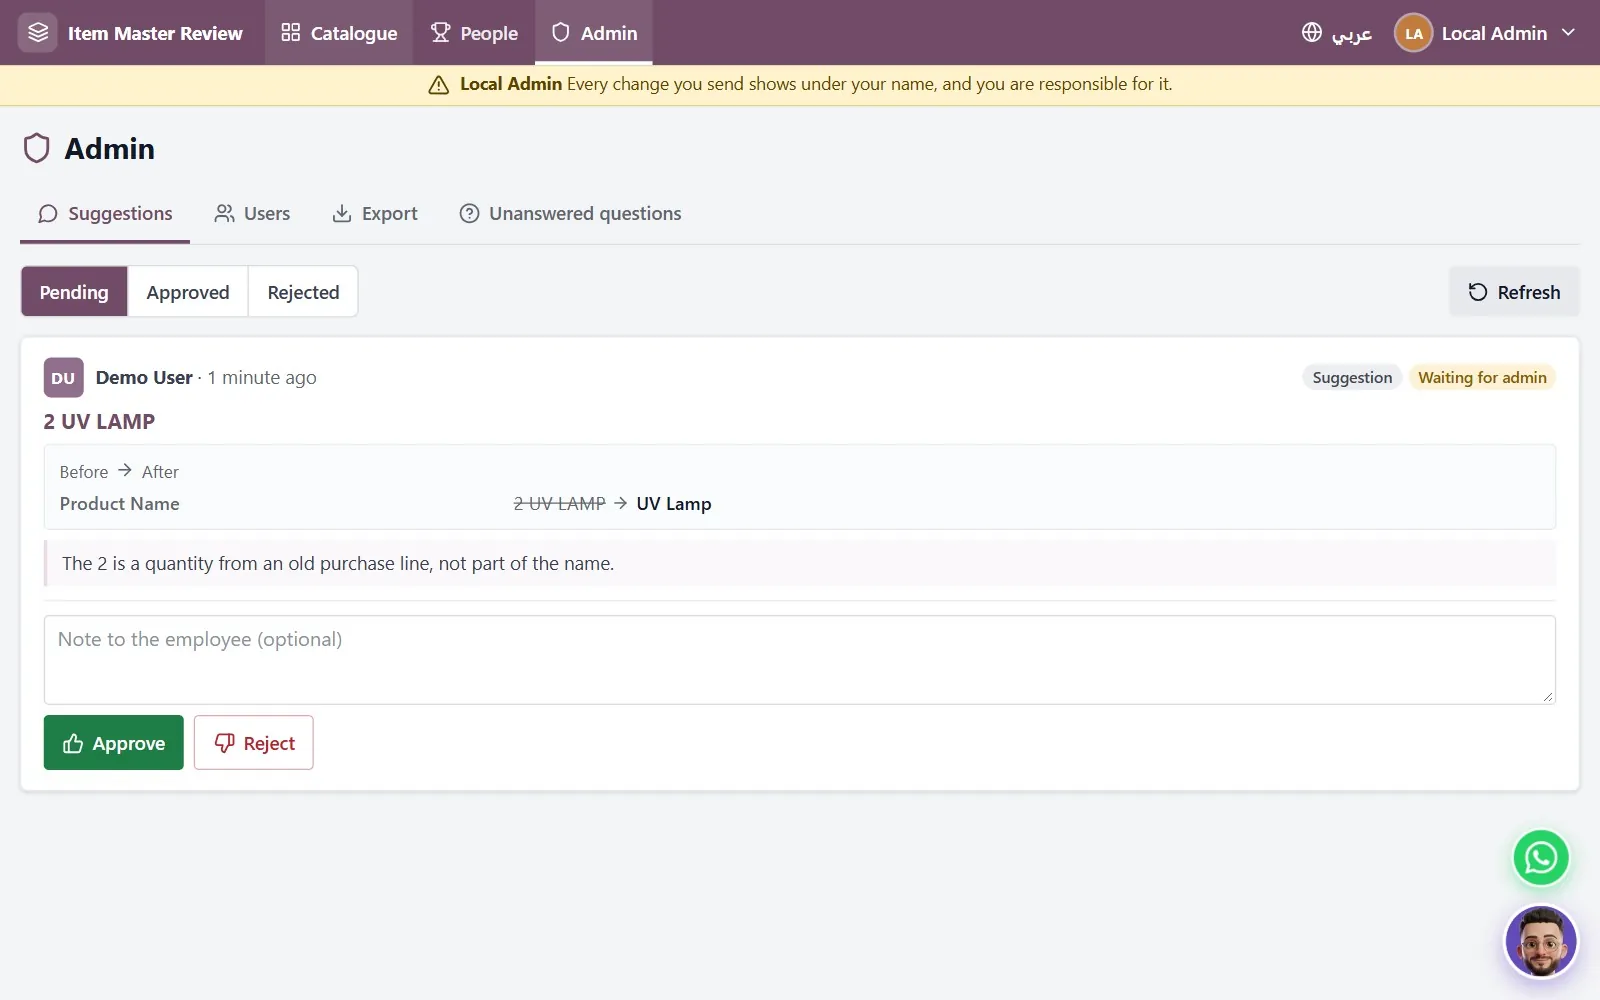 Item Master Review
Catalogue
People
Admin
عربي
LA
Local Admin
Local Admin Every change you send shows under your name, and you are responsible for it.
Admin
Suggestions
Users
Export
Unanswered questions
Pending
Approved
Rejected
Refresh
DU
Demo User · 1 minute ago
Suggestion
Waiting for admin
2 UV LAMP
Before → After
Product Name
2 UV LAMP → UV Lamp
The 2 is a quantity from an old purchase line, not part of the name.
Note to the employee (optional)
Approve
Reject